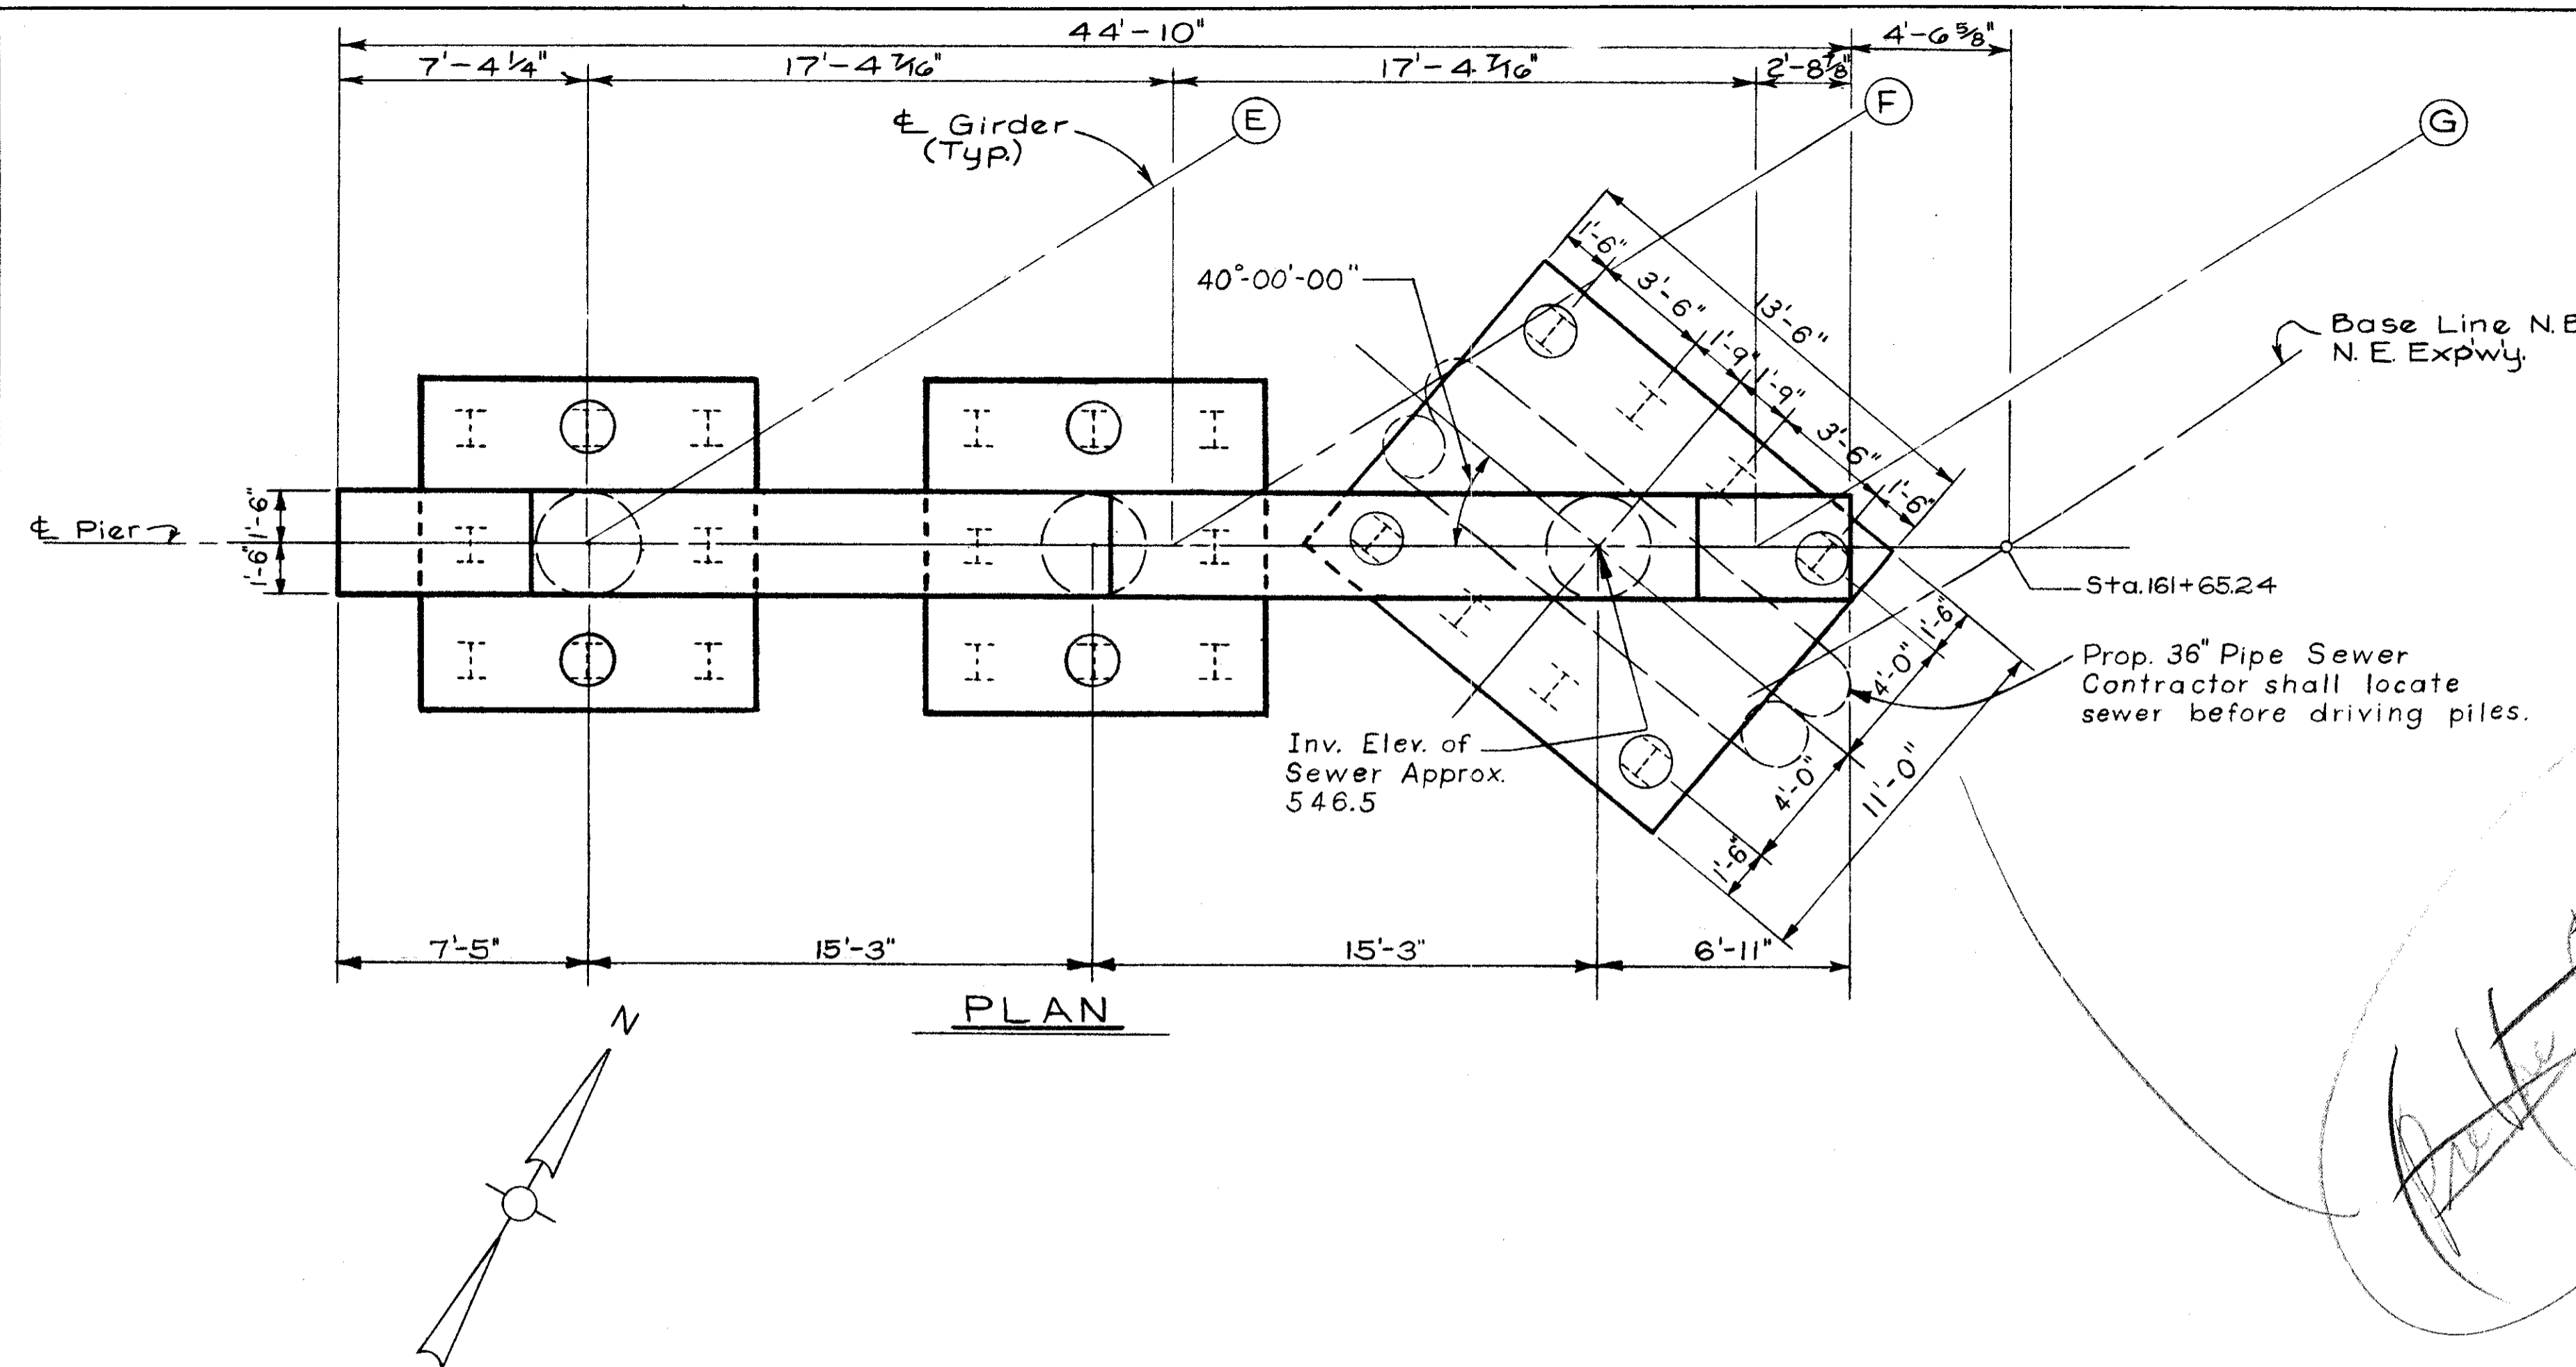 44'-10"
4'-6 5/8"
7'-4 1/4"
17'-4 7/16"
17'-4 7/16"
2'-8 7/8"
℄ Girder
(Typ.)
E
F
G
40°-00'-00"
1'-6"
3'-6"
1'-9"
1'-9"
3'-6"
1'-6"
13'-6"
Base Line N.B
N. E. Exp'w'y.
℄ Pier
1'-6"
1'-6"
Sta. 161+65.24
Prop. 36" Pipe Sewer
Contractor shall locate
sewer before driving piles.
1'-6"
4'-0"
4'-0"
1'-6"
11'-0"
Inv. Elev. of
Sewer Approx.
546.5
7'-5"
15'-3"
15'-3"
6'-11"
PLAN
N